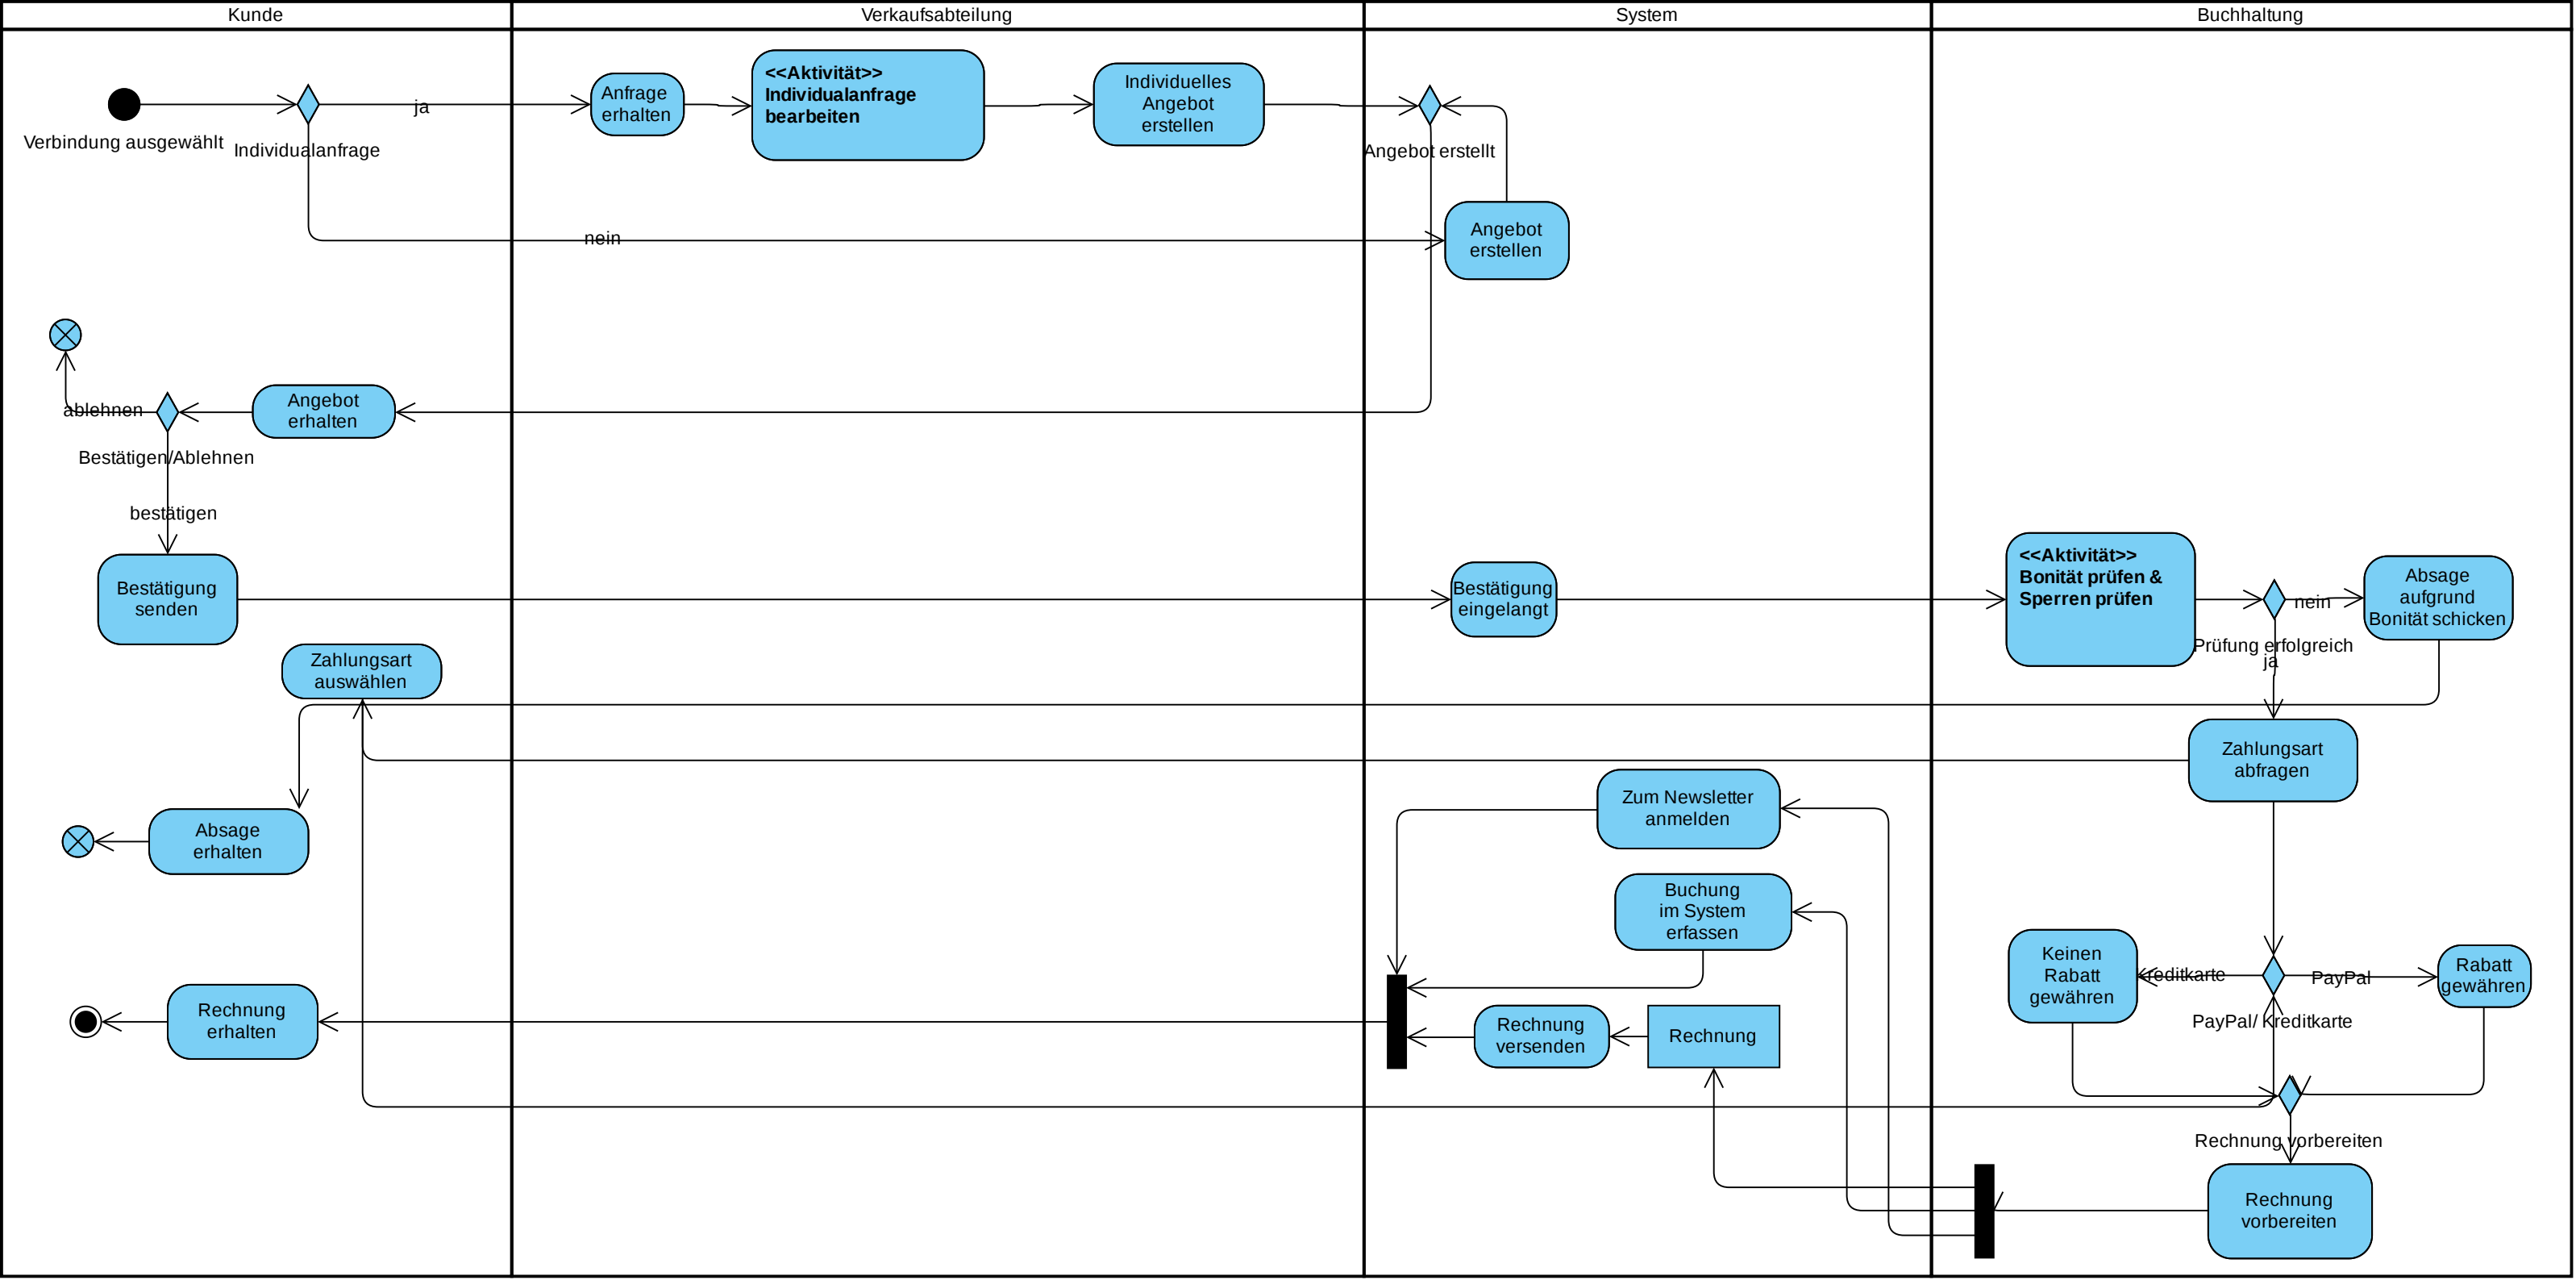 Kunde
Verkaufsabteilung
System
Buchhaltung
Verbindung ausgewählt
Individualanfrage
ja
Anfrage
erhalten
<<Aktivität>>
Individualanfrage
bearbeiten
Individuelles
Angebot
erstellen
Angebot erstellt
nein
Angebot
erstellen
ablehnen
Angebot
erhalten
Bestätigen/Ablehnen
bestätigen
Bestätigung
senden
Bestätigung
eingelangt
<<Aktivität>>
Bonität prüfen &
Sperren prüfen
nein
Prüfung erfolgreich
ja
Absage
aufgrund
Bonität schicken
Zahlungsart
auswählen
Zahlungsart
abfragen
Zum Newsletter
anmelden
Absage
erhalten
Buchung
im System
erfassen
Keinen
Rabatt
gewähren
Kreditkarte
PayPal
Rabatt
gewähren
PayPal/ Kreditkarte
Rechnung
erhalten
Rechnung
versenden
Rechnung
Rechnung vorbereiten
Rechnung
vorbereiten